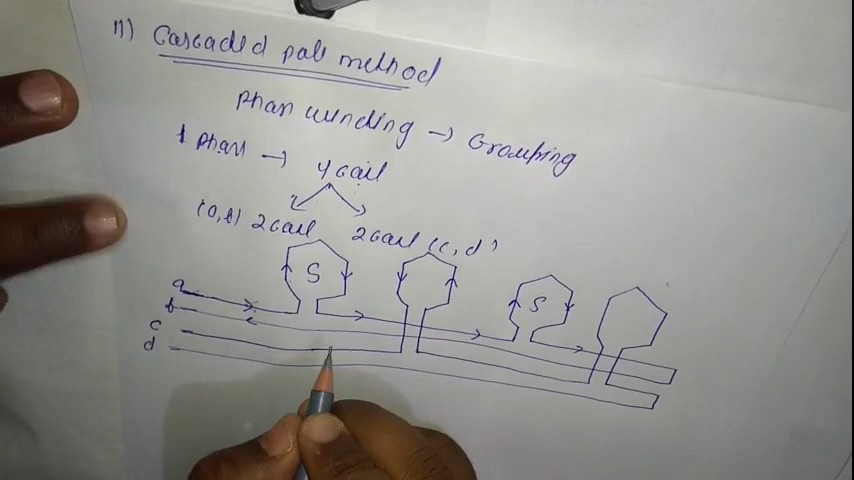 11) Cascaded pole method
Phase winding → Grouping
1 phase → 4 coil
(a,b) 2 coil 2 coil (c, d)
S S
a
b
c
d